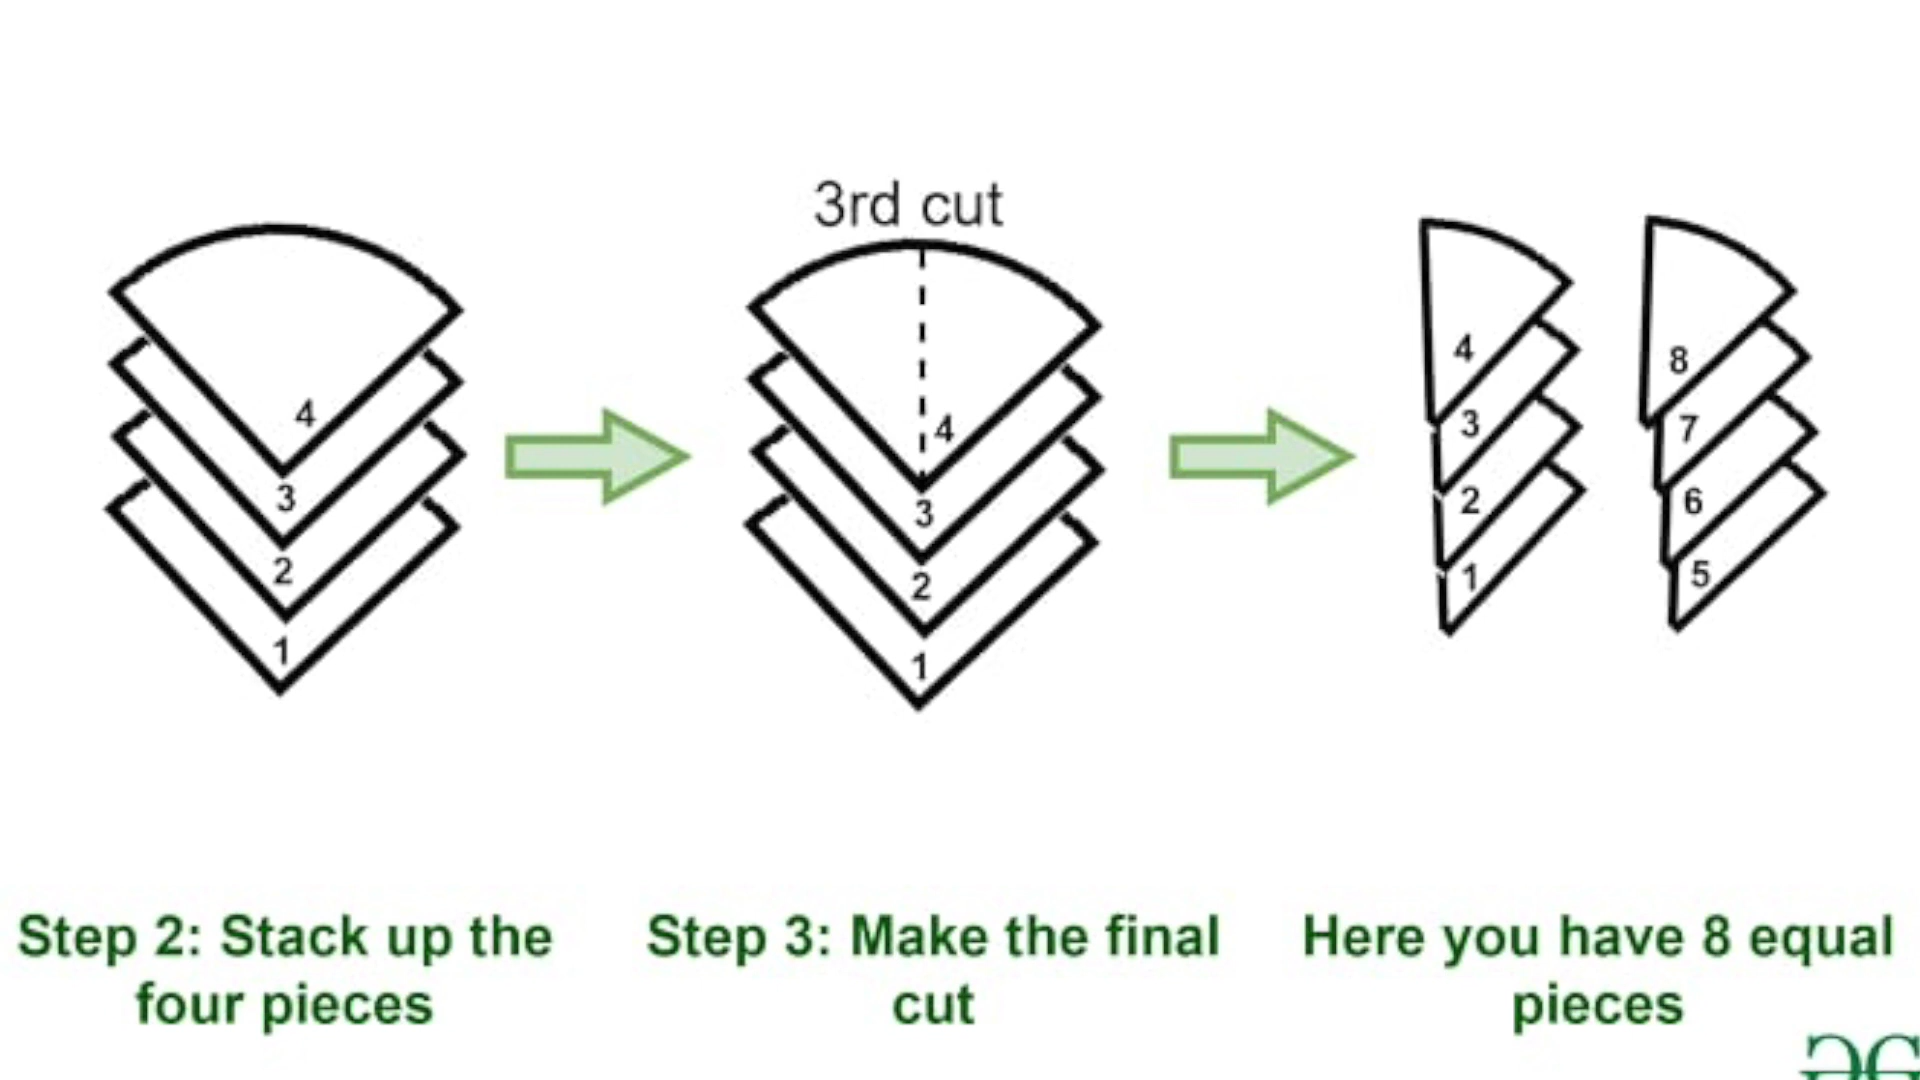 3rd cut
4
3
2
1
4
3
2
1
4
3
2
1
8
7
6
5
Step 2: Stack up the
four pieces
Step 3: Make the final
cut
Here you have 8 equal
pieces